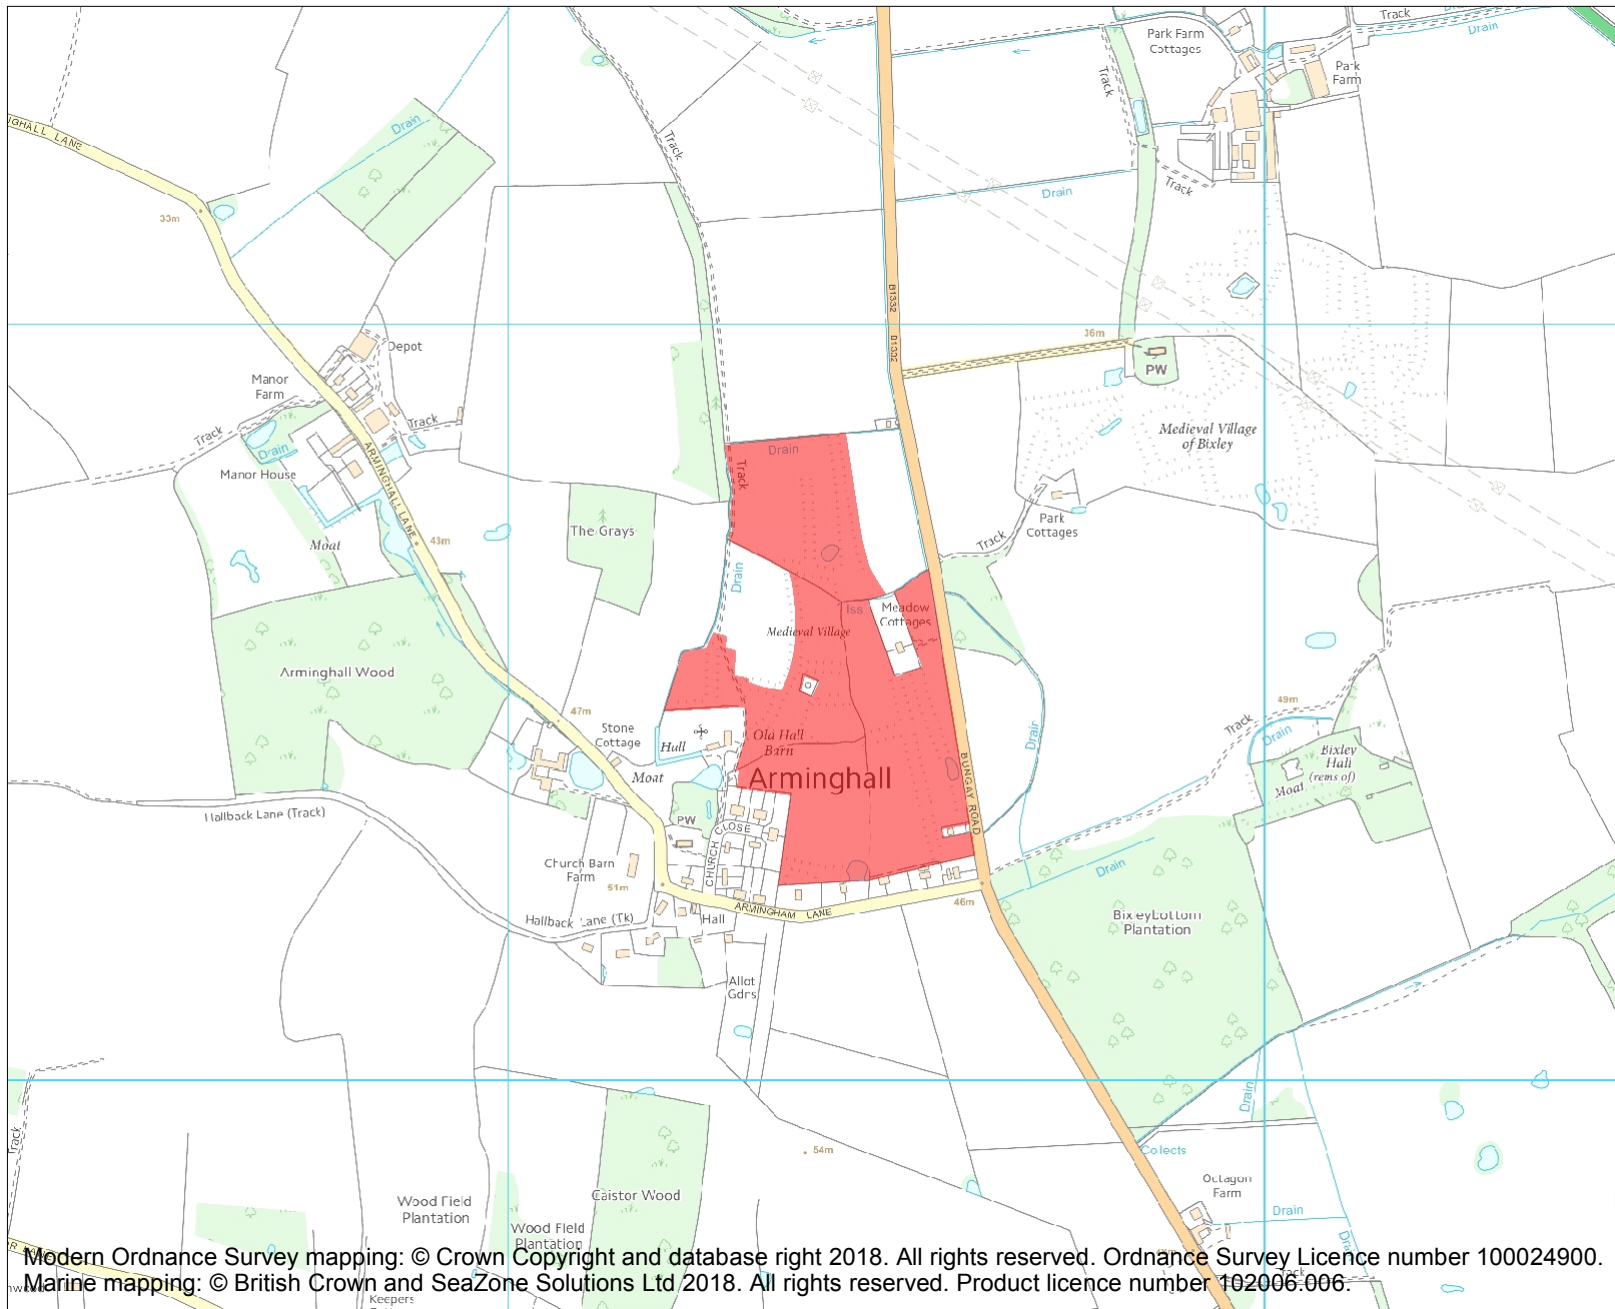 Track
Drain
Park Farm
Cottages
Park
Farm
Track
Drain
Track
Track
Drain
Track
33m
B1332
B1332
36m
PW
Depot
Manor
Farm
Track
Track
Drain
Manor House
ARMINGHALL LANE
Moat
43m
The Grays
Drain
Track
Drain
Medieval Village
of Bixley
Park
Cottages
Track
Iss
Meadow
Cottages
Medieval Village
Arminghall Wood
47m
Stone
Cottage
Hall
Moat
Old Hall
Barn
Arminghall
BUNGAY ROAD
Drain
Track
49m
Drain
Bixley
Hall
(rems of)
Moat
Hallback Lane (Track)
PW
CHURCH CLOSE
Church Barn
Farm
51m
Hallback Lane (Tk)
Hall
ARMINGHAM LANE
46m
Drain
Bixleybottom
Plantation
Allot
Gdns
Track
54m
Drain
Collects
Octagon
Farm
Drain
Drain
Wood Field
Plantation
Wood Field
Plantation
Caistor Wood
Modern Ordnance Survey mapping: © Crown Copyright and database right 2018. All rights reserved. Ordnance Survey Licence number 100024900.
Marine mapping: © British Crown and SeaZone Solutions Ltd 2018. All rights reserved. Product licence number 102006.006.
Track
Keepers